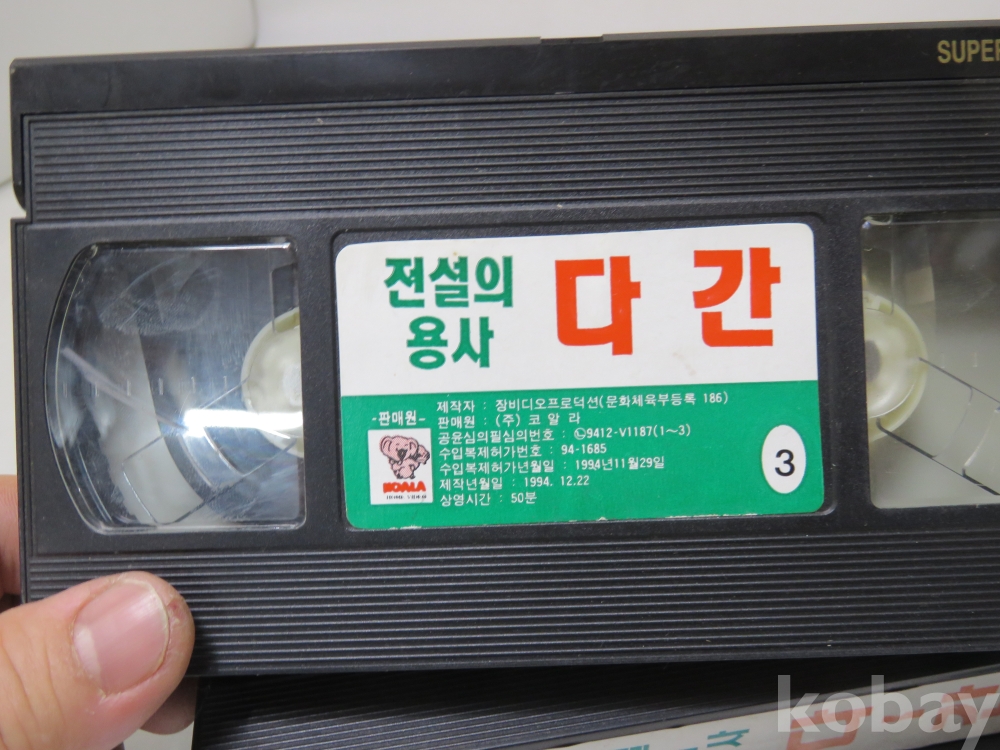 SUPER
전설의
용사
다 간
-판매원-
KOALA
제작자 : 장비디오프로덕션(문화체육부등록 186)
판매원 : (주) 코 알 라
공윤심의필심의번호 : 9412-V1187(1~3)
수입복제허가번호 : 94-1685
수입복제허가년월일 : 1994년11월29일
제작년월일 : 1994. 12.22
상영시간 : 50분
3
kobay